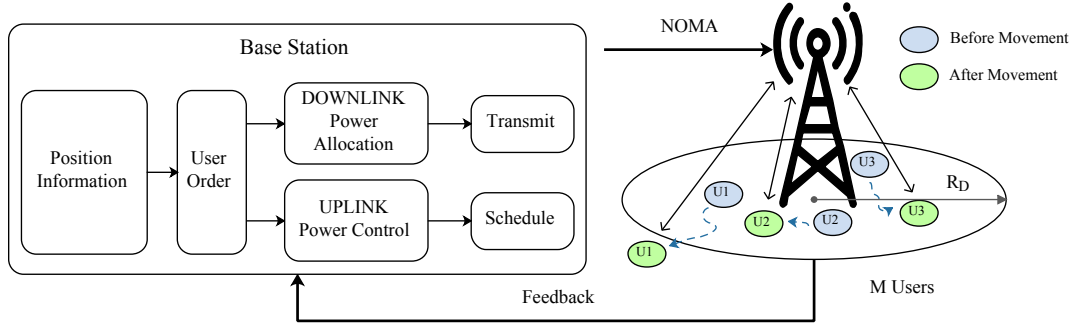 Base Station
Position
Information
User
Order
DOWNLINK
Power
Allocation
Transmit
UPLINK
Power Control
Schedule
Feedback
NOMA
Before Movement
After Movement
U3
U1
R_D
U2
U2
U3
U1
M Users